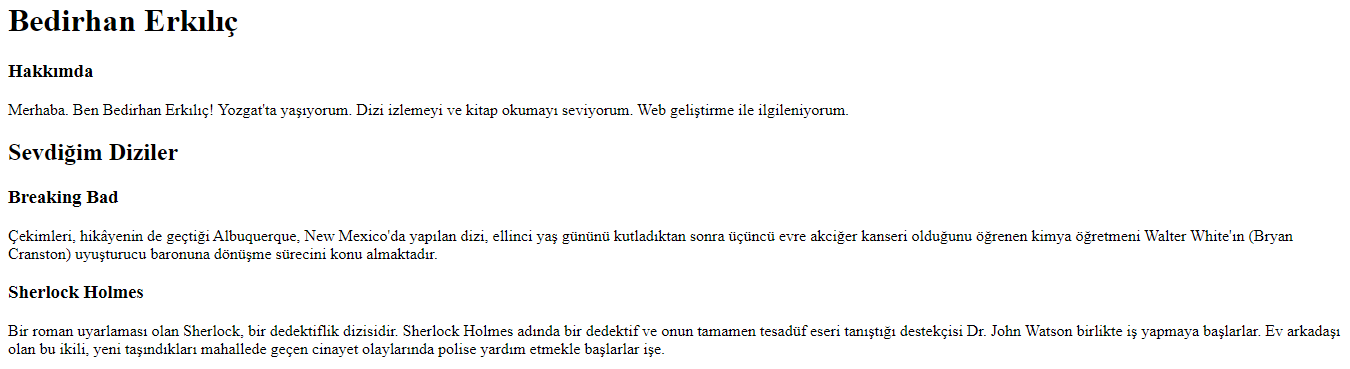 Bedirhan Erkılıç
Hakkımda
Merhaba. Ben Bedirhan Erkılıç! Yozgat'ta yaşıyorum. Dizi izlemeyi ve kitap okumayı seviyorum. Web geliştirme ile ilgileniyorum.
Sevdiğim Diziler
Breaking Bad
Çekimleri, hikâyenin de geçtiği Albuquerque, New Mexico'da yapılan dizi, ellinci yaş gününü kutladıktan sonra üçüncü evre akciğer kanseri olduğunu öğrenen kimya öğretmeni Walter White'ın (Bryan
Cranston) uyuşturucu baronuna dönüşme sürecini konu almaktadır.
Sherlock Holmes
Bir roman uyarlaması olan Sherlock, bir dedektiflik dizisidir. Sherlock Holmes adında bir dedektif ve onun tamamen tesadüf eseri tanıştığı destekçisi Dr. John Watson birlikte iş yapmaya başlarlar. Ev arkadaşı
olan bu ikili, yeni taşındıkları mahallede geçen cinayet olaylarında polise yardım etmekle başlarlar işe.